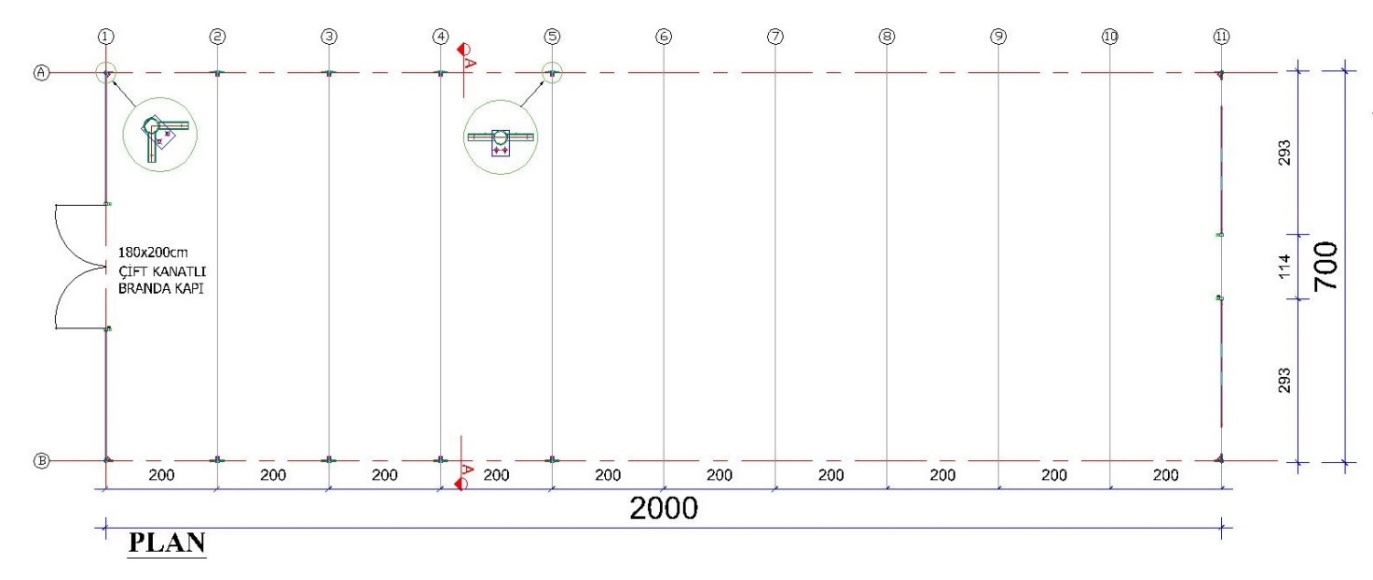 1 2 3 4 5 6 7 8 9 10 11
A
A
293
180x200cm
ÇİFT KANATLI
BRANDA KAPI
114
700
293
B
A
200 200 200 200 200 200 200 200 200 200
2000
PLAN